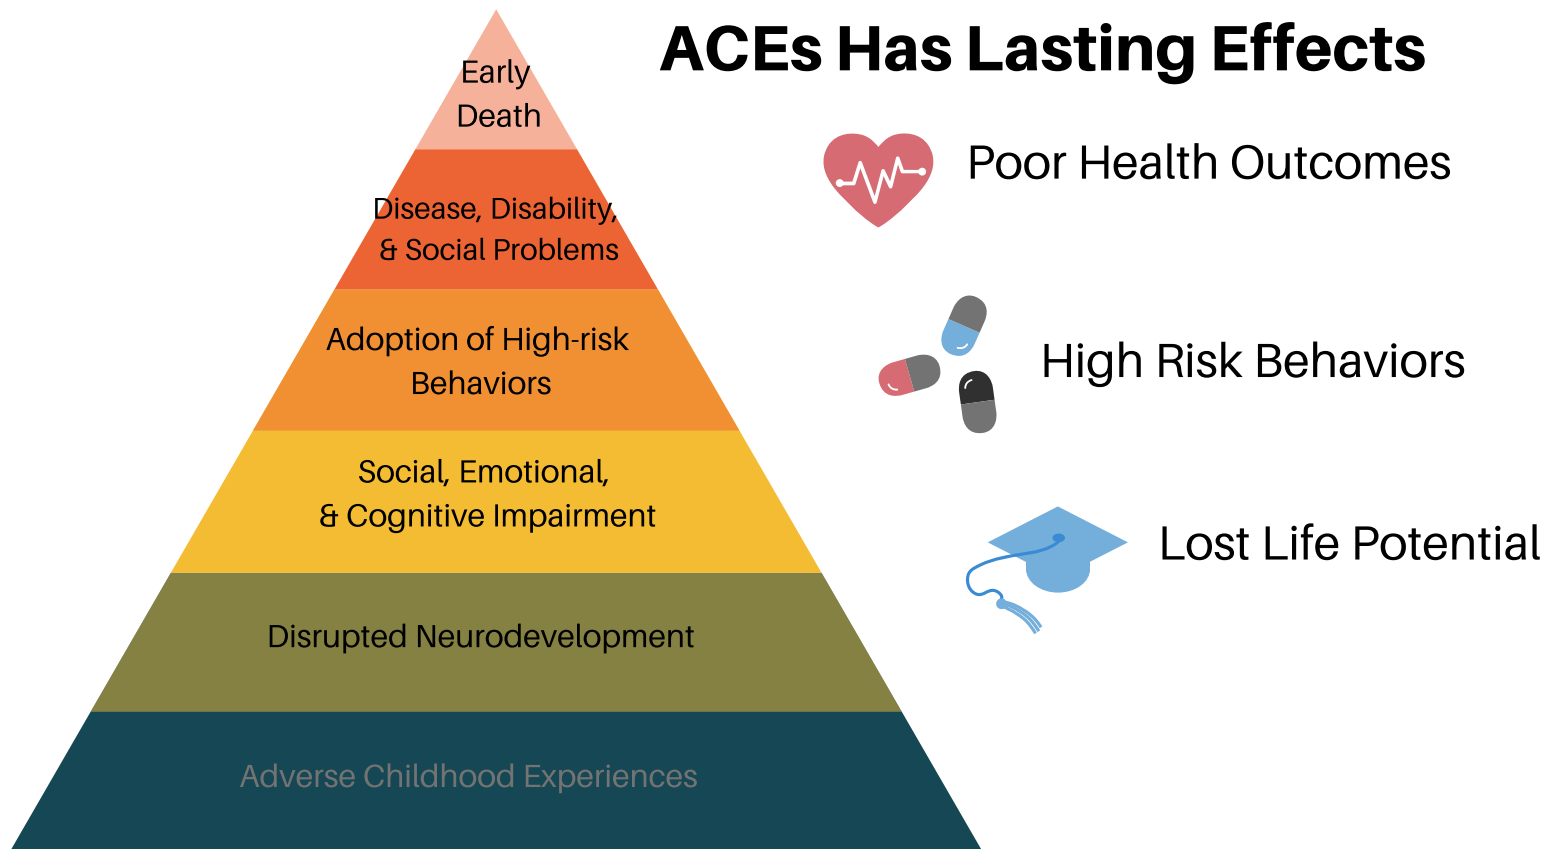 ACEs Has Lasting Effects
Early
Death
Disease, Disability,
& Social Problems
Adoption of High-risk
Behaviors
Social, Emotional,
& Cognitive Impairment
Disrupted Neurodevelopment
Adverse Childhood Experiences
Poor Health Outcomes
High Risk Behaviors
Lost Life Potential